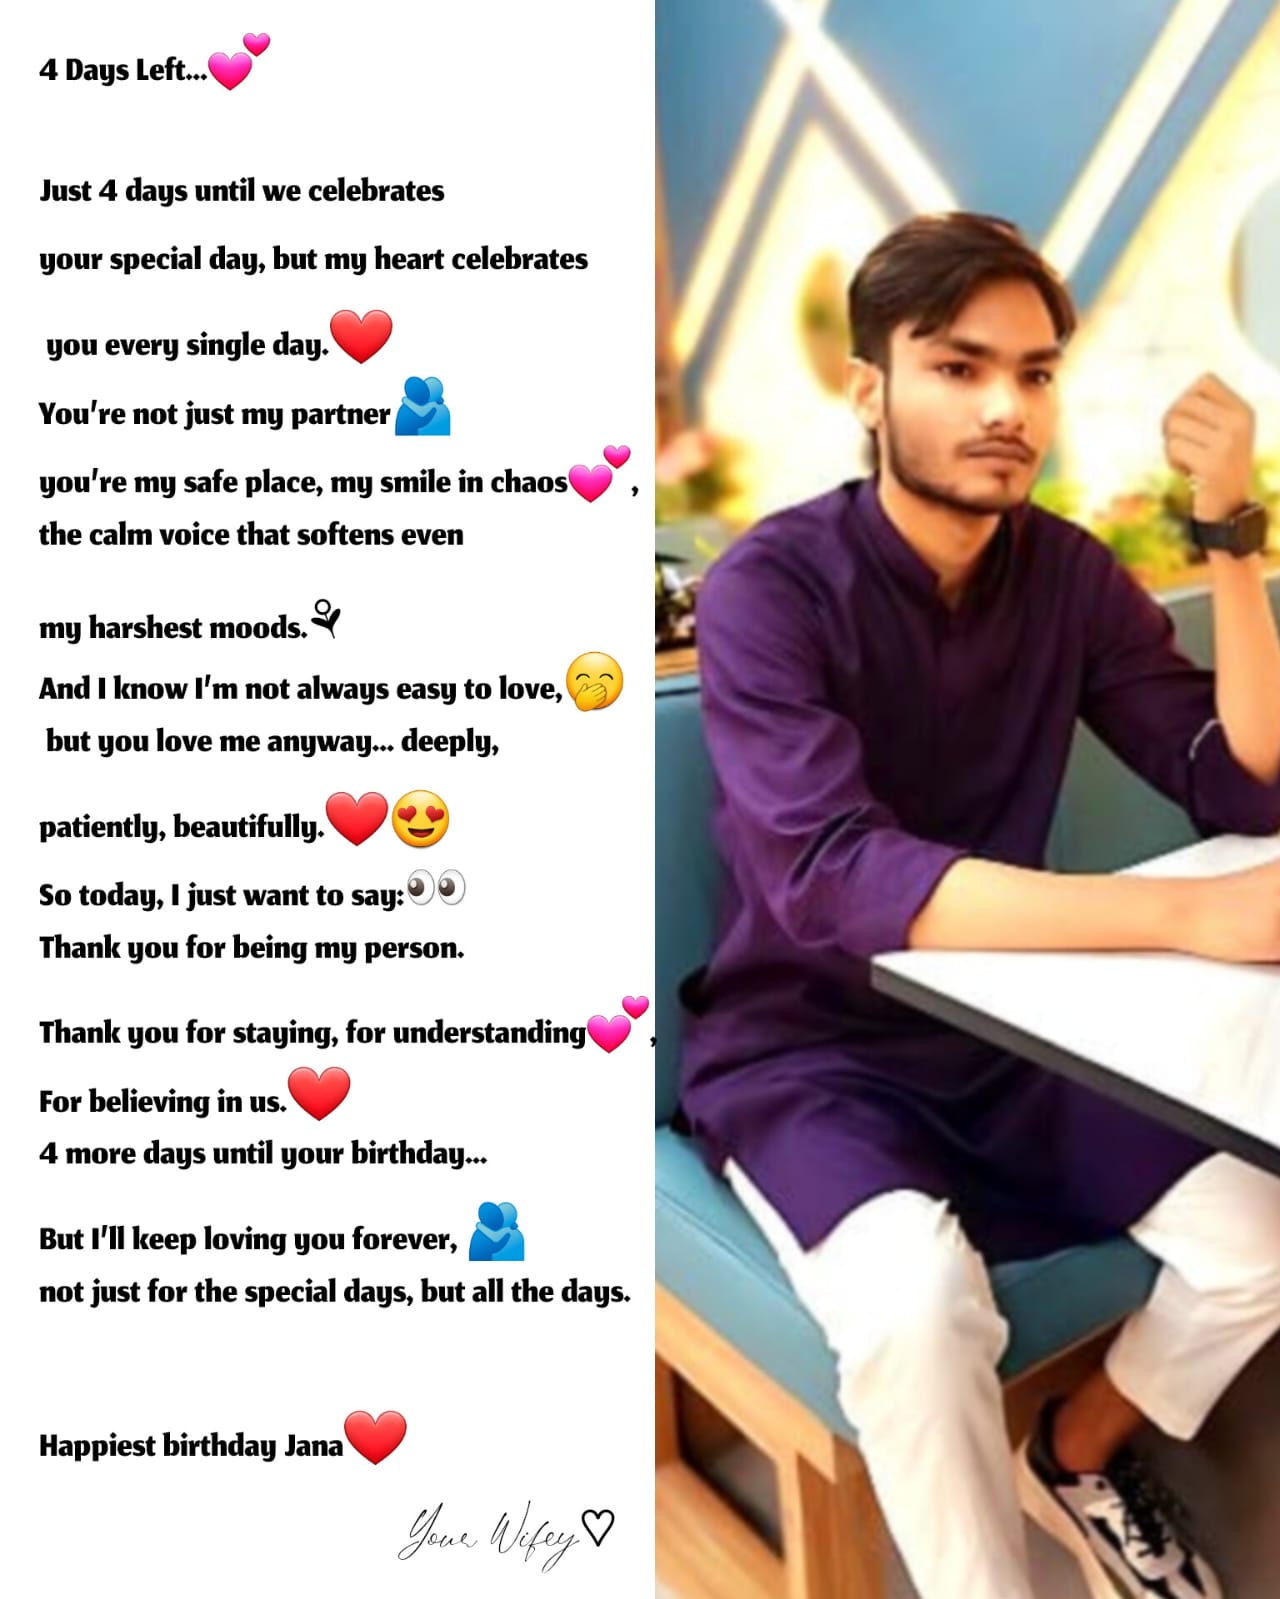 4 Days Left...💕
Just 4 days until we celebrates
your special day, but my heart celebrates
you every single day.❤️
You're not just my partner🫂
you're my safe place, my smile in chaos💕,
the calm voice that softens even
my harshest moods.⚘
And I know I'm not always easy to love,🤭
but you love me anyway... deeply,
patiently, beautifully.❤️😍
So today, I just want to say:👀
Thank you for being my person.
Thank you for staying, for understanding💕,
For believing in us.❤️
4 more days until your birthday...
But I'll keep loving you forever, 🫂
not just for the special days, but all the days.
Happiest birthday Jana❤️
Your Wifey♡